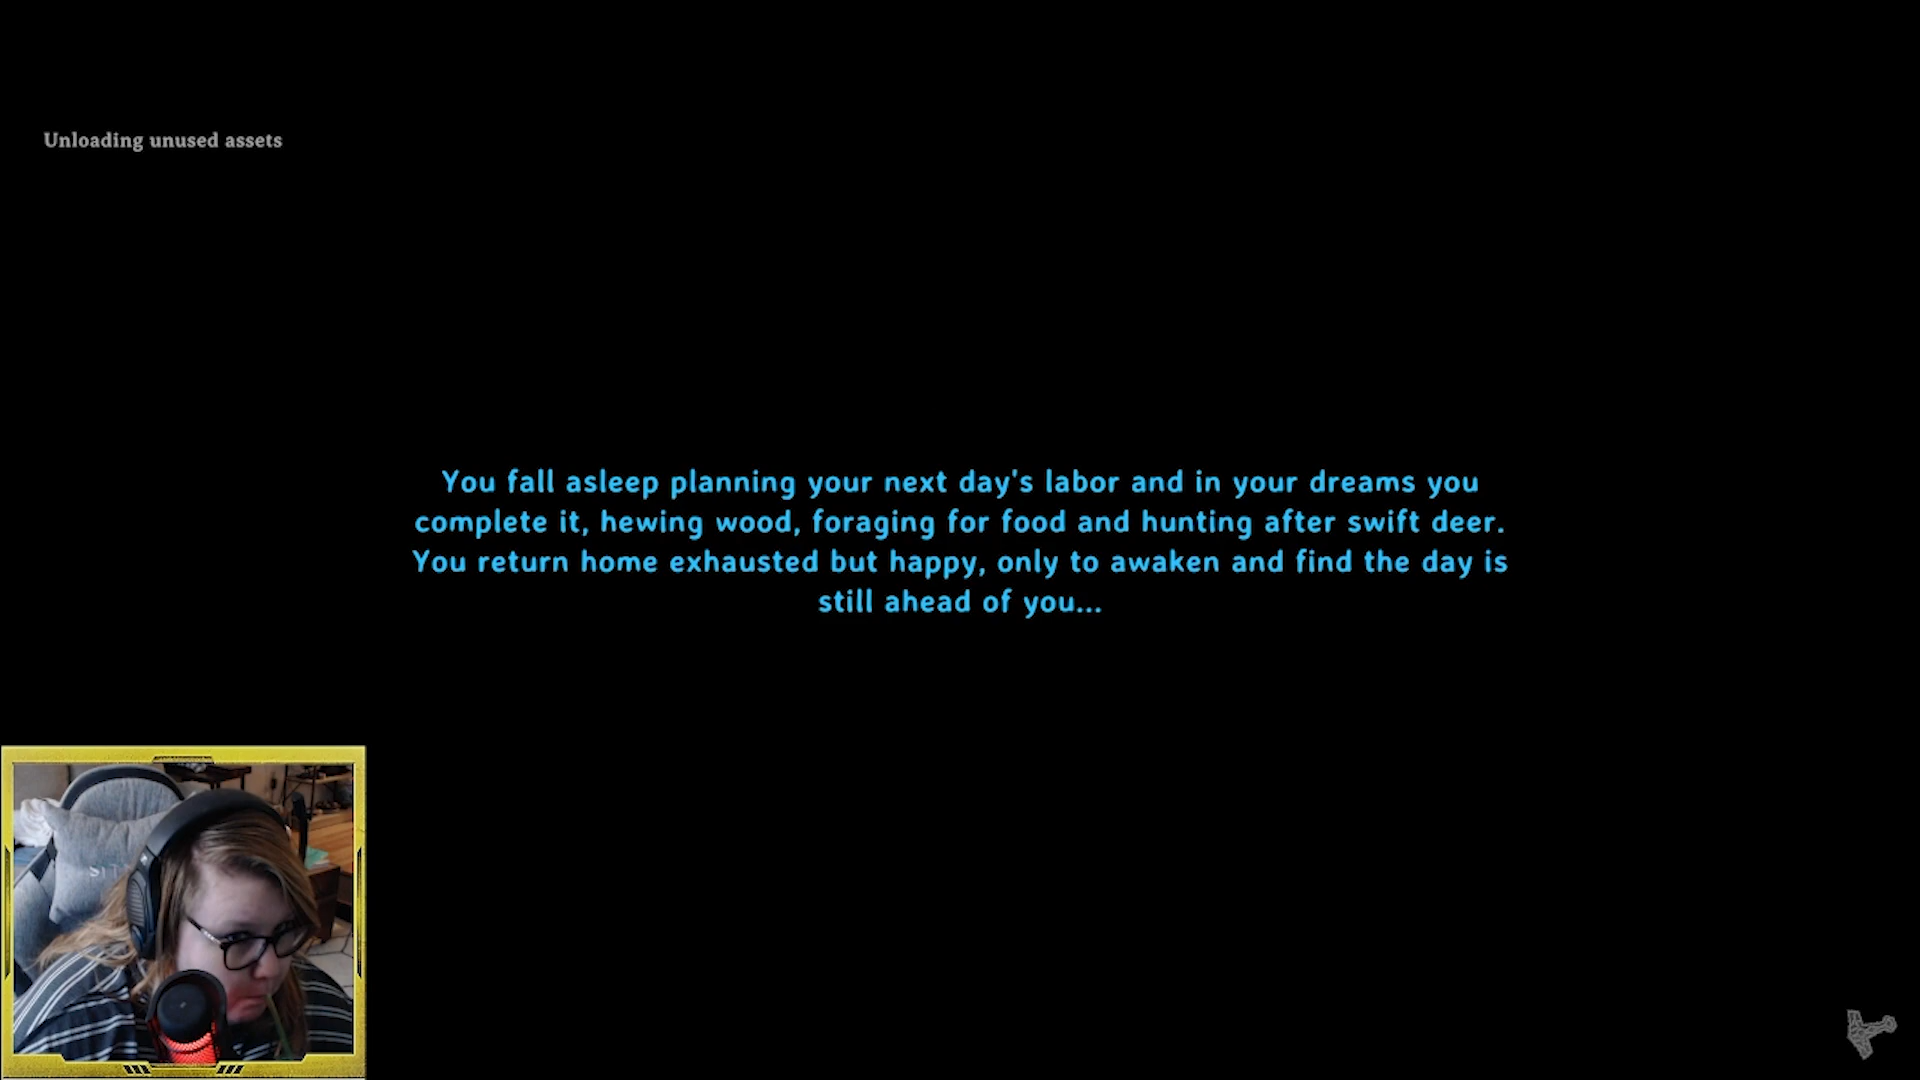 Unloading unused assets
You fall asleep planning your next day's labor and in your dreams you
complete it, hewing wood, foraging for food and hunting after swift deer.
You return home exhausted but happy, only to awaken and find the day is
still ahead of you...